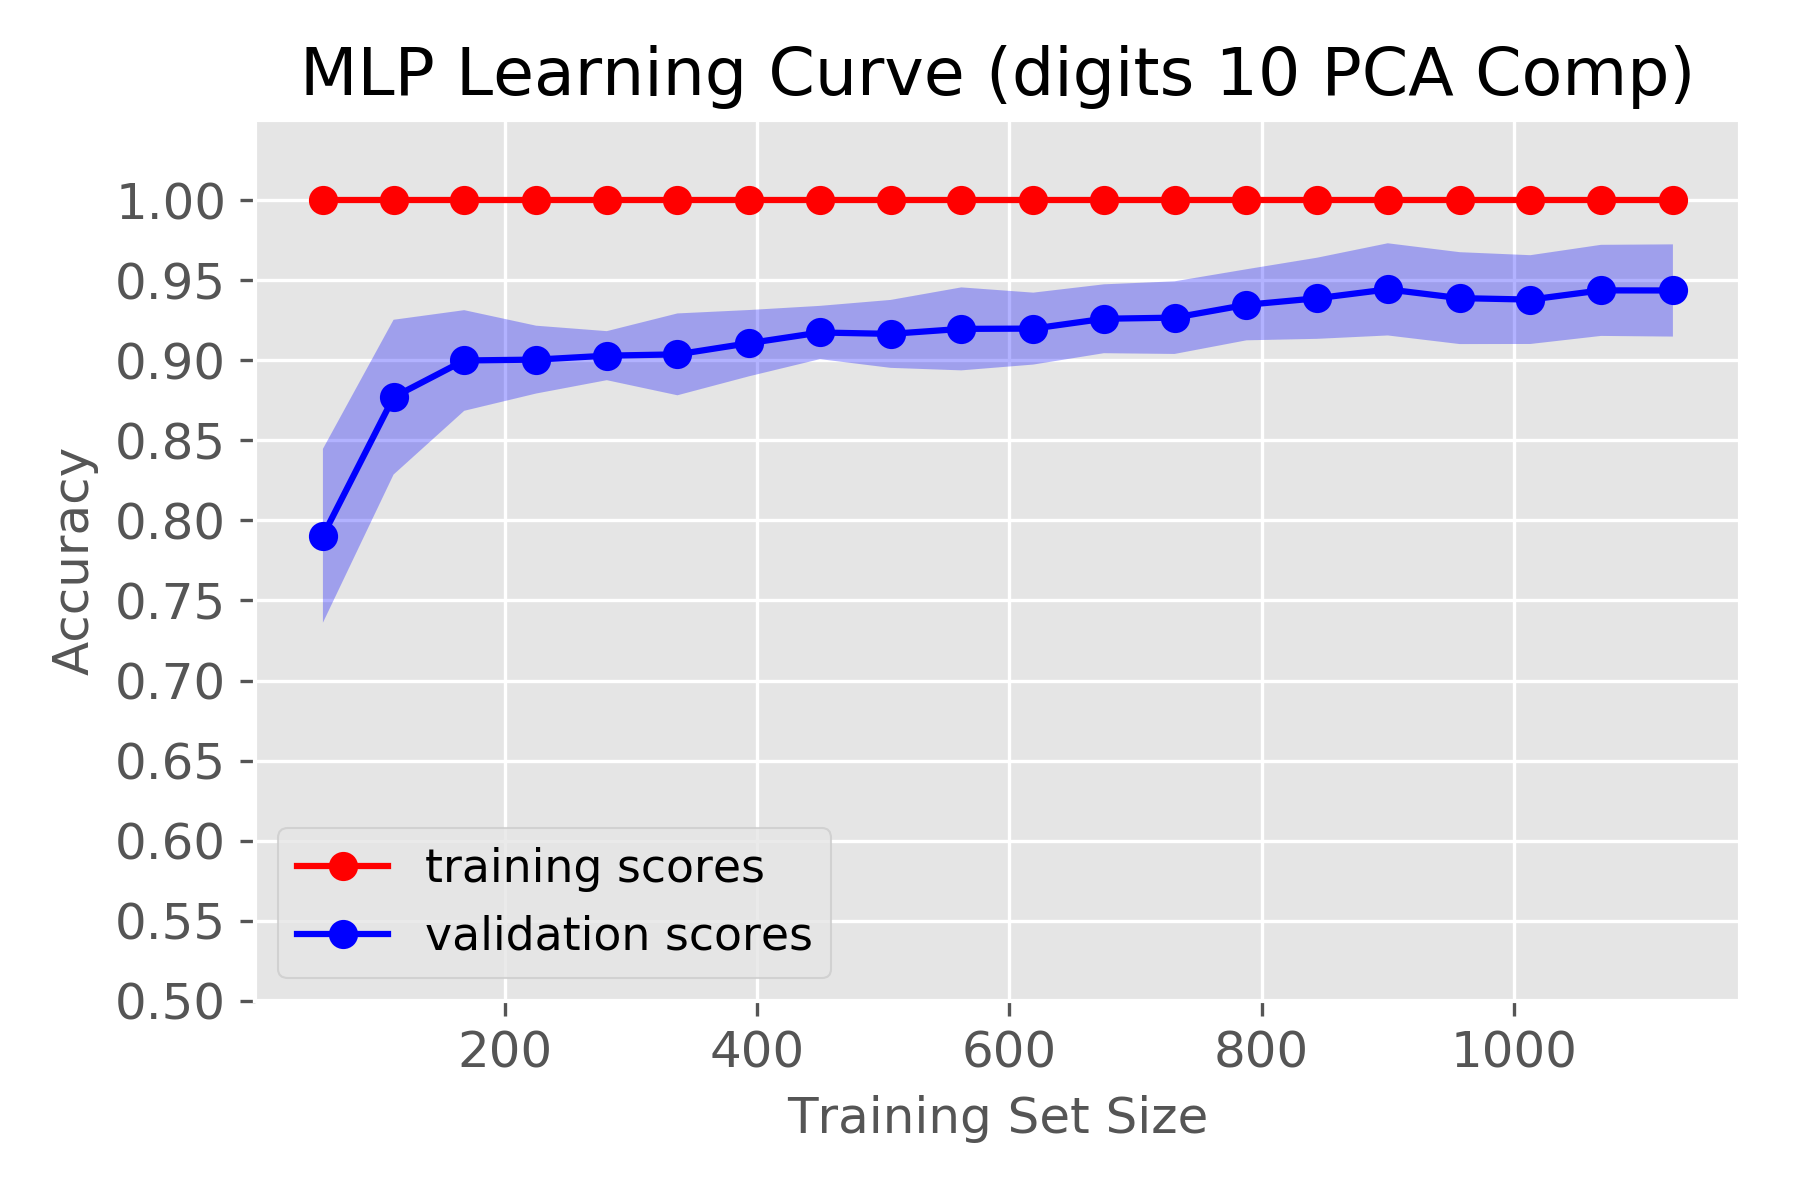 MLP Learning Curve (digits 10 PCA Comp)
1.00
0.95
0.90
0.85
0.80
0.75
0.70
0.65
0.60
0.55
0.50
Accuracy
training scores
validation scores
200 400 600 800 1000
Training Set Size